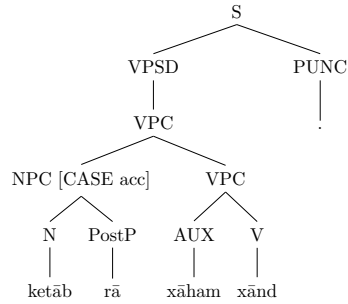 S
VPSD PUNC
VPC .
NPC [CASE acc] VPC
N PostP AUX V
ketāb rā xāham xānd